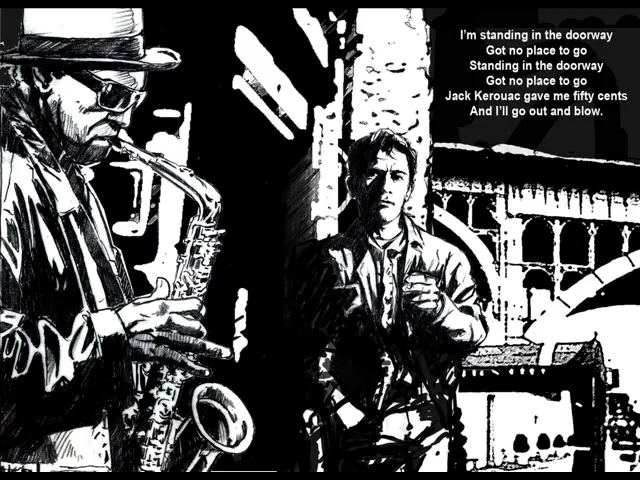 I'm standing in the doorway
Got no place to go
Standing in the doorway
Got no place to go
Jack Kerouac gave me fifty cents
And I'll go out and blow.